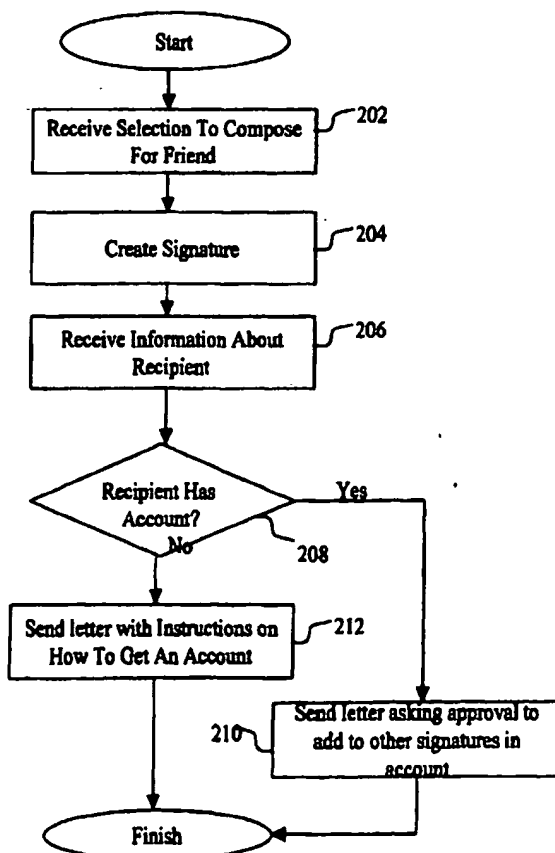 Start
Receive Selection To Compose
For Friend
202
Create Signature
204
Receive Information About
Recipient
206
Recipient Has
Account?
Yes
No
208
Send letter with Instructions on
How To Get An Account
212
Send letter asking approval to
add to other signatures in
account
210
Finish